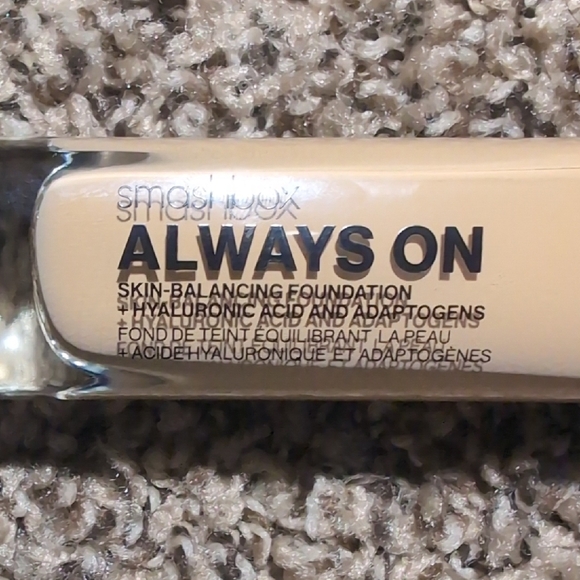 smashbox
ALWAYS ON
SKIN-BALANCING FOUNDATION
+ HYALURONIC ACID AND ADAPTOGENS
FOND DE TEINT ÉQUILIBRANT LA PEAU
+ ACIDE HYALURONIQUE ET ADAPTOGÈNES